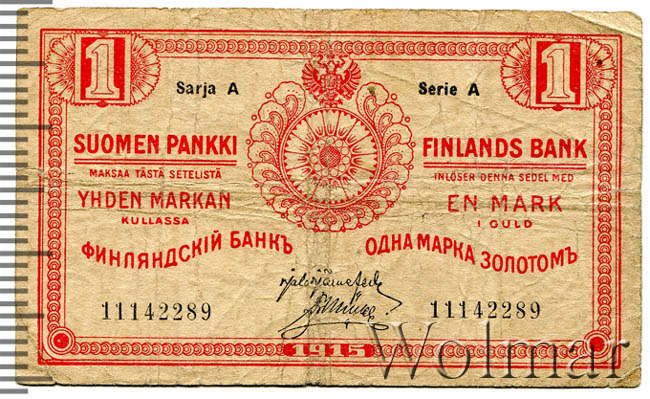 1 1
Sarja A Serie A
SUOMEN PANKKI
MAKSAA TÄSTÄ SETELISTÄ
YHDEN MARKAN
KULLASSA
FINLANDS BANK
INLÖSER DENNA SEDEL MED
EN MARK
I GULD
ФИНЛЯНДСКІЙ БАНКЪ
ОДНА МАРКА ЗОЛОТОМЪ
11142289 11142289
1915
Wolmar